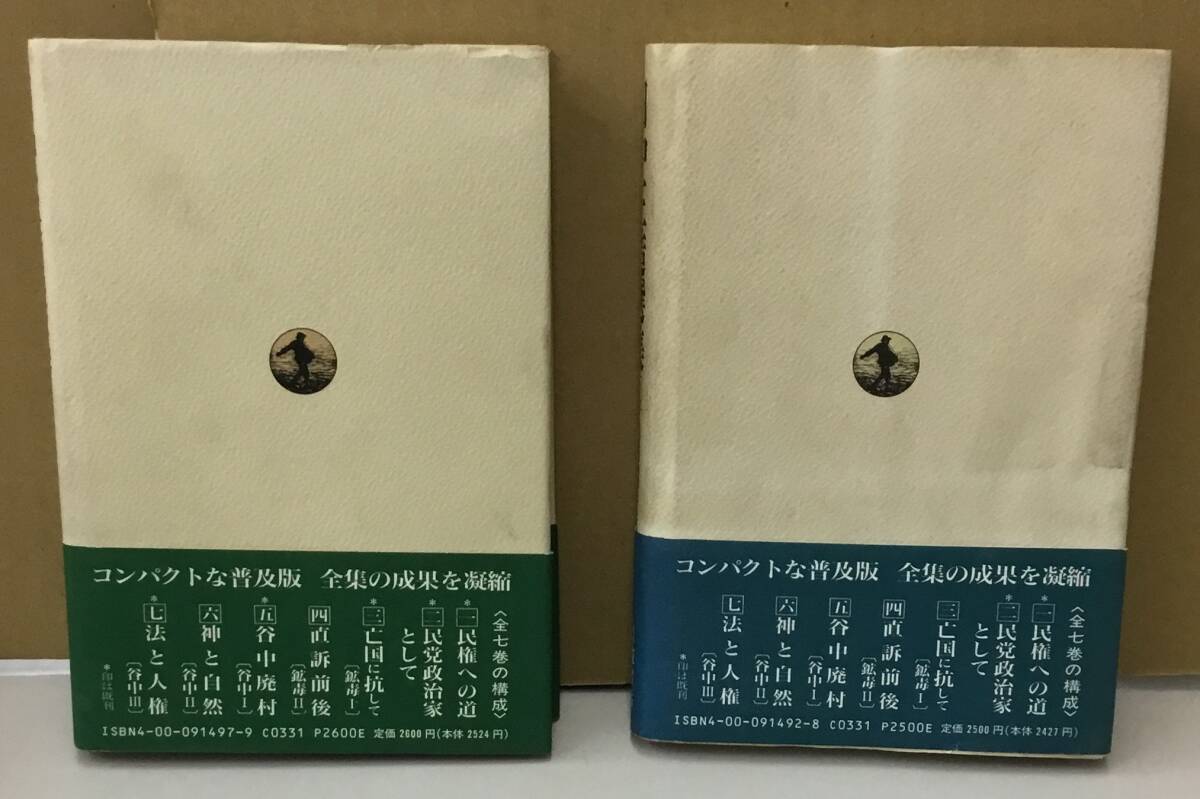 コンパクトな普及版 全集の成果を凝縮
〈全七巻の構成〉
*一民権への道
*二民党政治家
として
*三亡国に抗して
〔鉱毒Ⅰ〕
四直訴前後
〔鉱毒Ⅱ〕
*五谷中廃村
〔谷中Ⅰ〕
六神と自然
〔谷中Ⅱ〕
*七法と人権
〔谷中Ⅲ〕
*印は既刊
ISBN4-00-091497-9 C0331 P2600E 定価 2600円(本体 2524円)
コンパクトな普及版 全集の成果を凝縮
〈全七巻の構成〉
*一民権への道
*二民党政治家
として
三亡国に抗して
〔鉱毒Ⅰ〕
四直訴前後
〔鉱毒Ⅱ〕
五谷中廃村
〔谷中Ⅰ〕
六神と自然
〔谷中Ⅱ〕
七法と人権
〔谷中Ⅲ〕
*印は既刊
ISBN4-00-091492-8 C0331 P2500E 定価 2500円(本体 2427円)